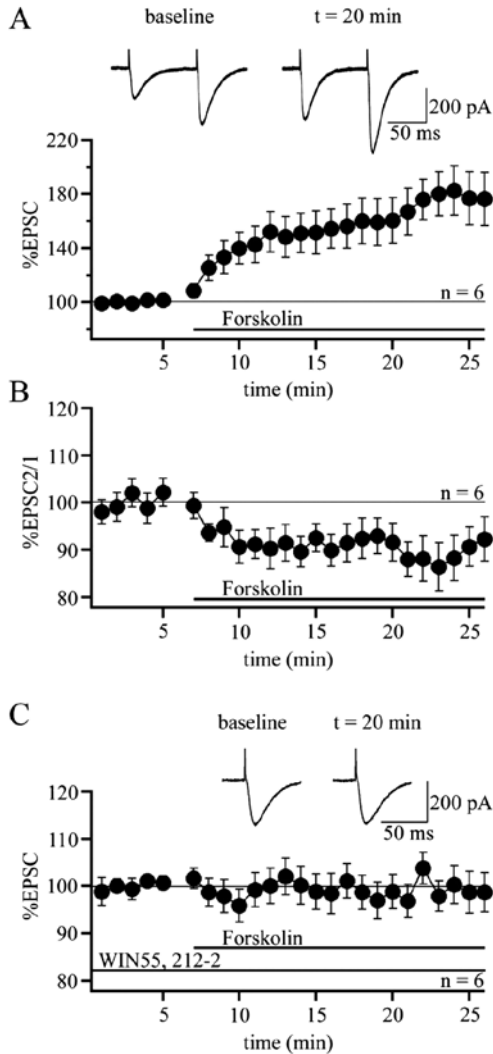 A
baseline t = 20 min
200 pA
50 ms
220
180
140
100
%EPSC
n = 6
Forskolin
5 10 15 20 25
time (min)
B
120
110
100
90
80
%EPSC2/1
n = 6
Forskolin
5 10 15 20 25
time (min)
C
baseline t = 20 min
200 pA
50 ms
120
110
100
90
80
%EPSC
Forskolin
WIN55, 212-2
n = 6
5 10 15 20 25
time (min)